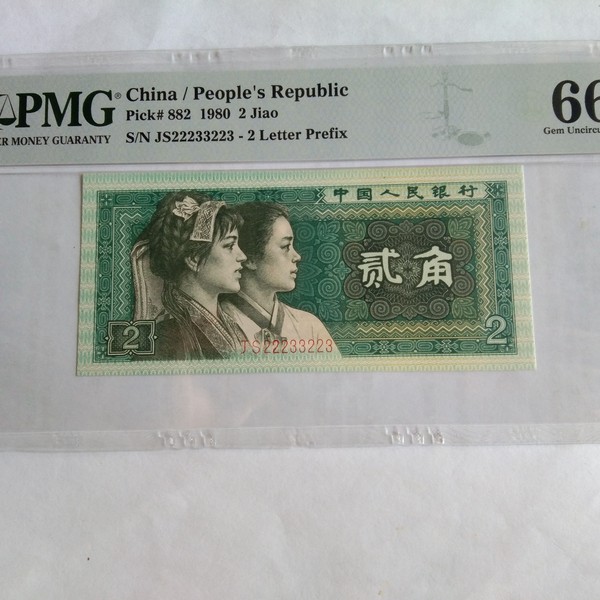 PMG® China / People's Republic
Pick# 882 1980 2 Jiao
S/N JS22233223 - 2 Letter Prefix
ER MONEY GUARANTY
66
Gem Uncircu
中国人民银行
贰角
2
2
JS22233223